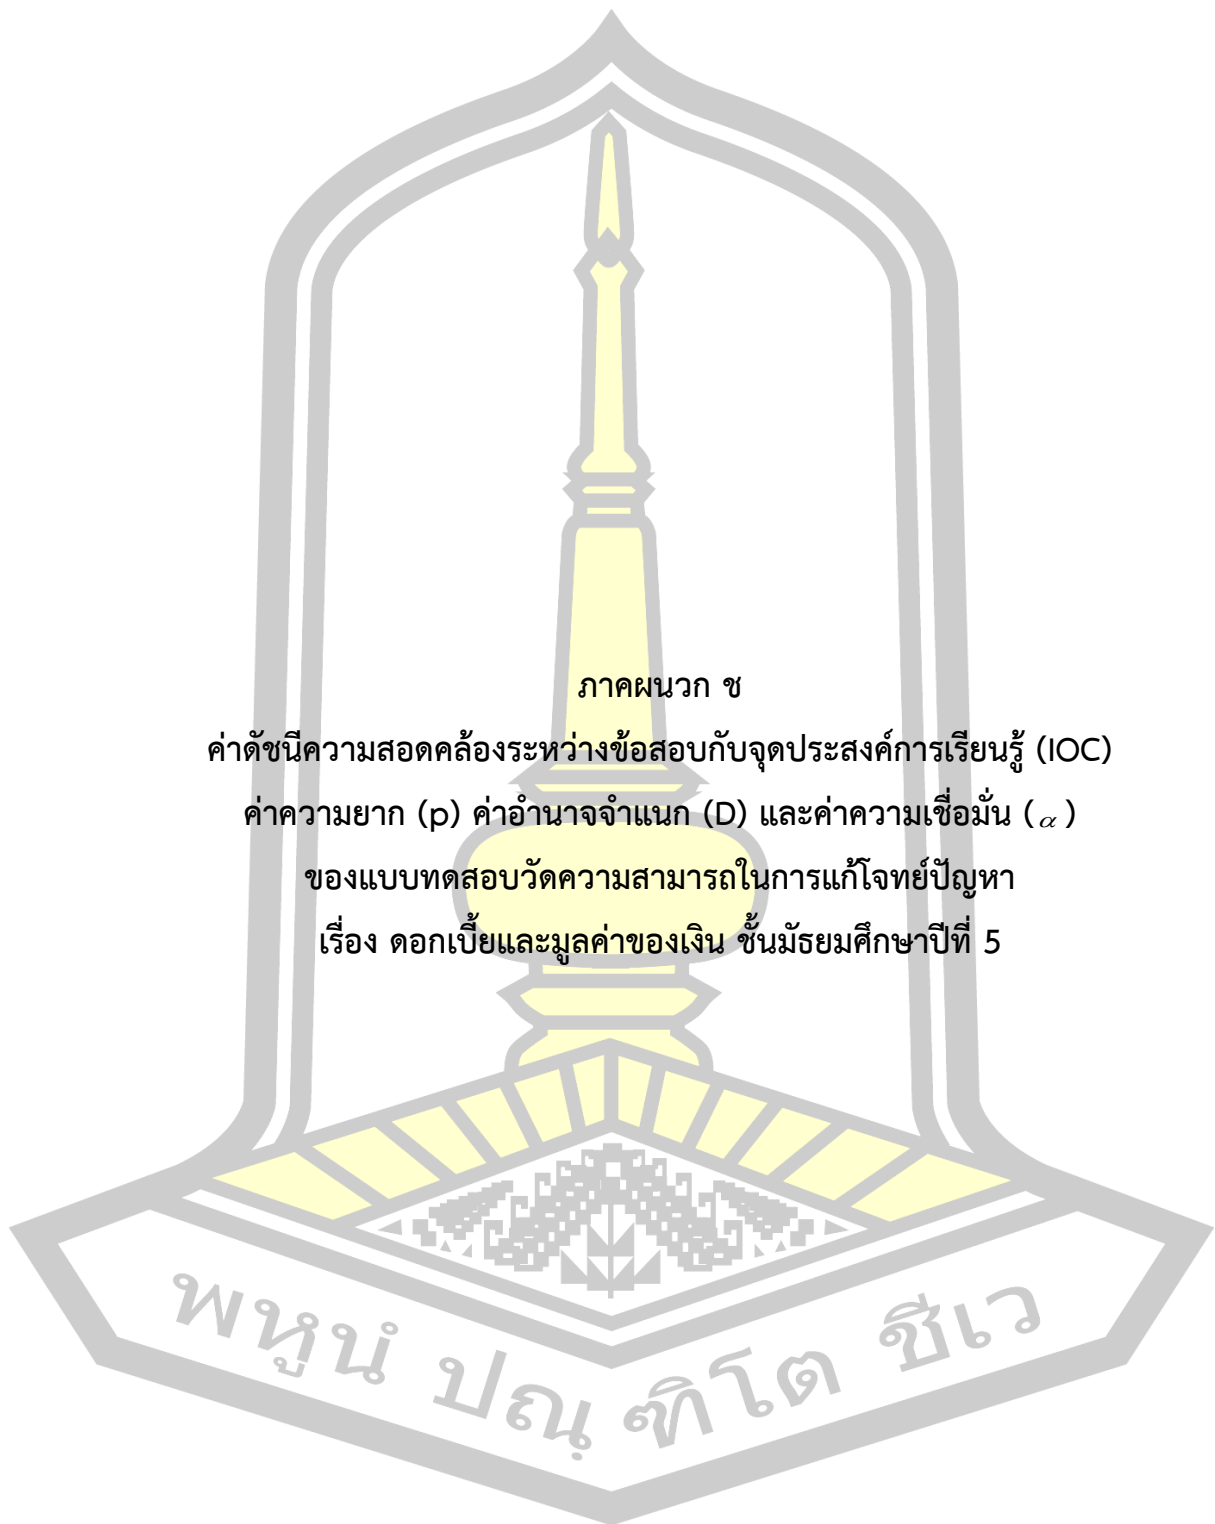 ภาคผนวก ช
ค่าดัชนีความสอดคล้องระหว่างข้อสอบกับจุดประสงค์การเรียนรู้ (IOC)
ค่าความยาก (p) ค่าอำนาจจำแนก (D) และค่าความเชื่อมั่น (α)
ของแบบทดสอบวัดความสามารถในการแก้โจทย์ปัญหา
เรื่อง ดอกเบี้ยและมูลค่าของเงิน ชั้นมัธยมศึกษาปีที่ 5
พหูนํ ปณฺฑิโต ชีเว